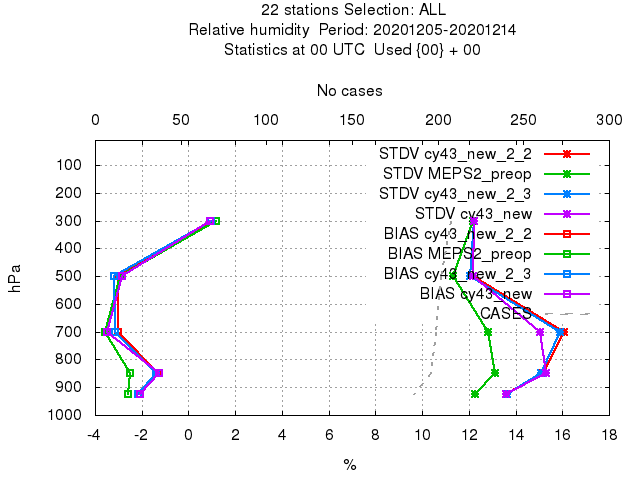 22 stations Selection: ALL
Relative humidity  Period: 20201205-20201214
Statistics at 00 UTC  Used {00} + 00
No cases
0 50 100 150 200 250 300
STDV cy43_new_2_2
STDV MEPS2_preop
STDV cy43_new_2_3
STDV cy43_new
BIAS cy43_new_2_2
BIAS MEPS2_preop
BIAS cy43_new_2_3
BIAS cy43_new
CASES
hPa
100
200
300
400
500
600
700
800
900
1000
-4 -2 0 2 4 6 8 10 12 14 16 18
%